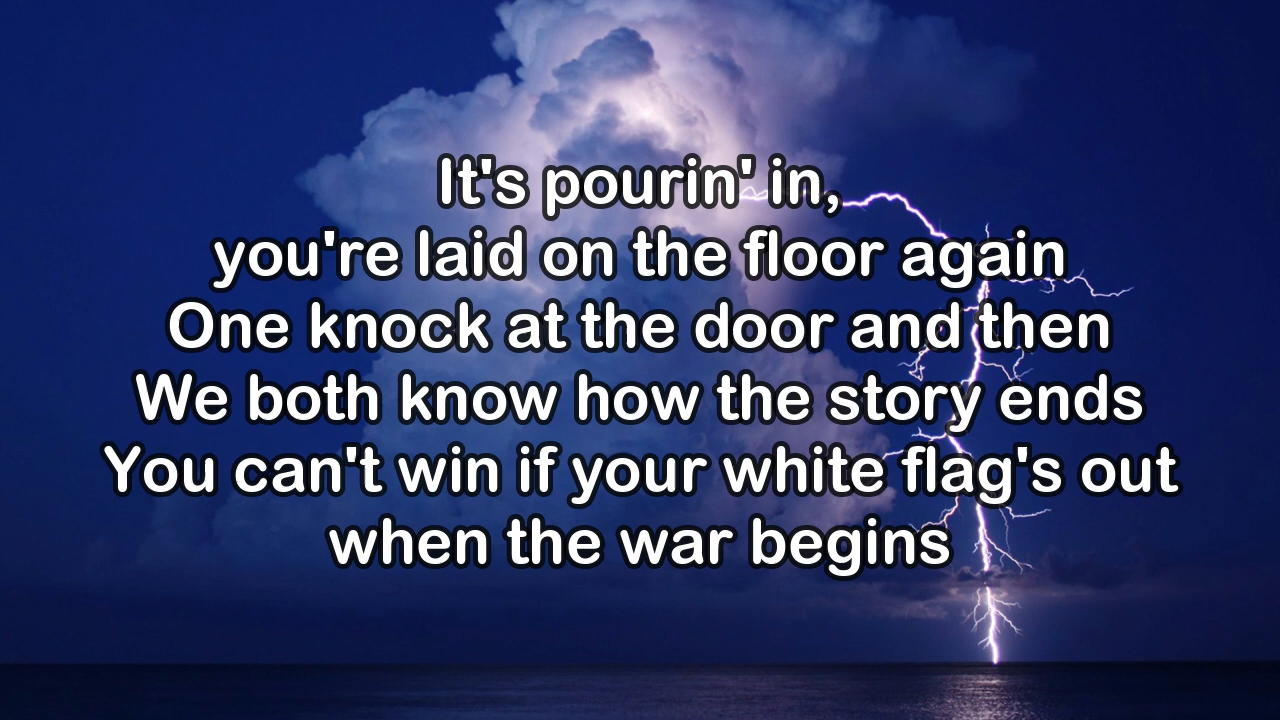 It's pourin' in,
you're laid on the floor again
One knock at the door and then
We both know how the story ends
You can't win if your white flag's out
when the war begins